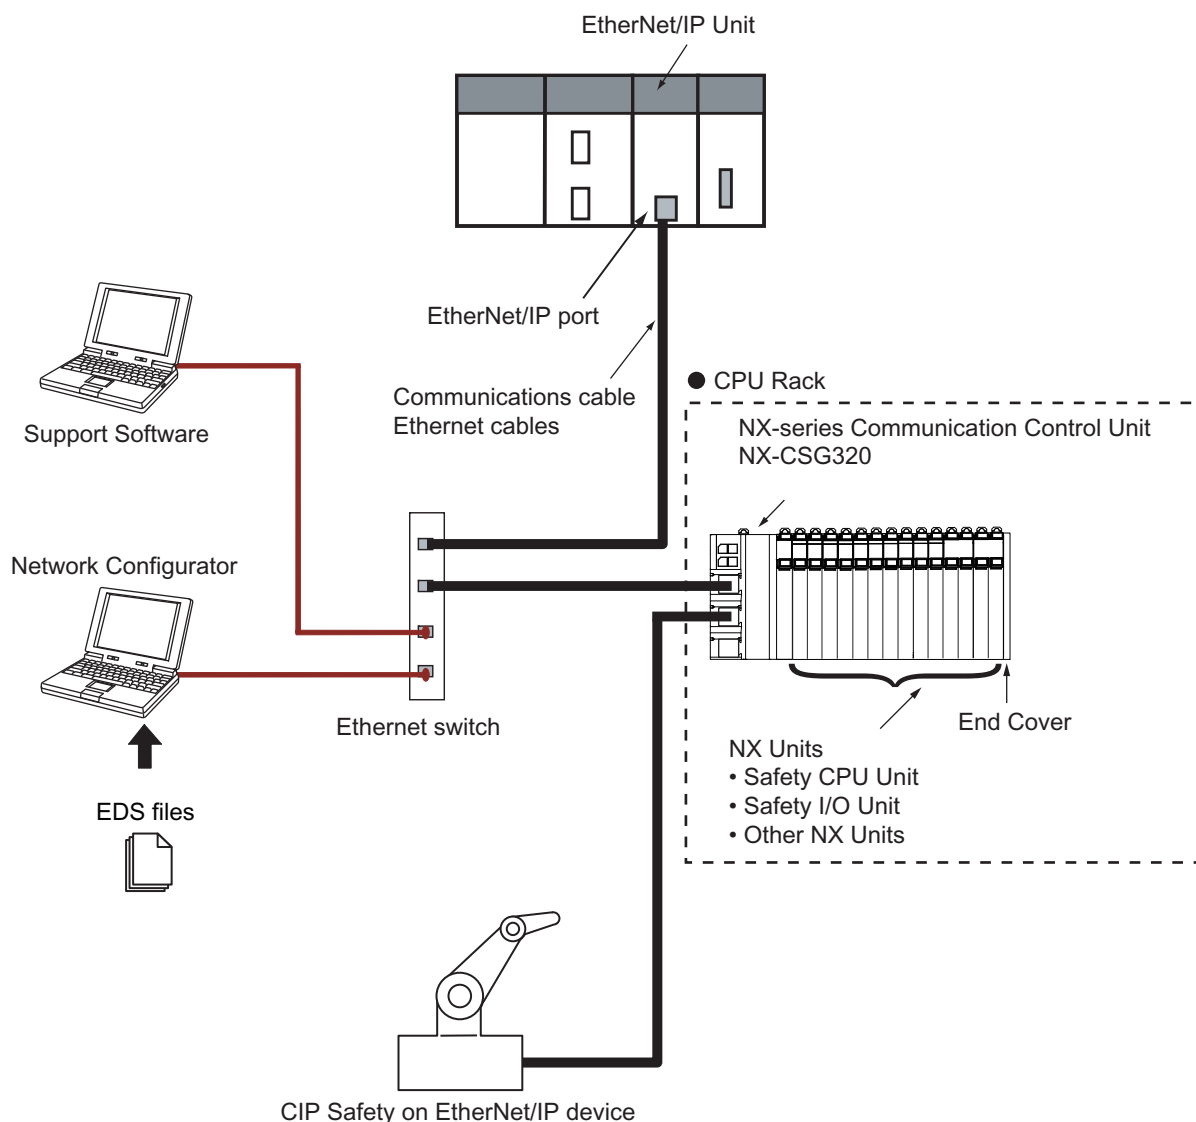 EtherNet/IP Unit
EtherNet/IP port
Communications cable
Ethernet cables
● CPU Rack
NX-series Communication Control Unit
NX-CSG320
Support Software
Network Configurator
Ethernet switch
End Cover
NX Units
• Safety CPU Unit
• Safety I/O Unit
• Other NX Units
EDS files
CIP Safety on EtherNet/IP device